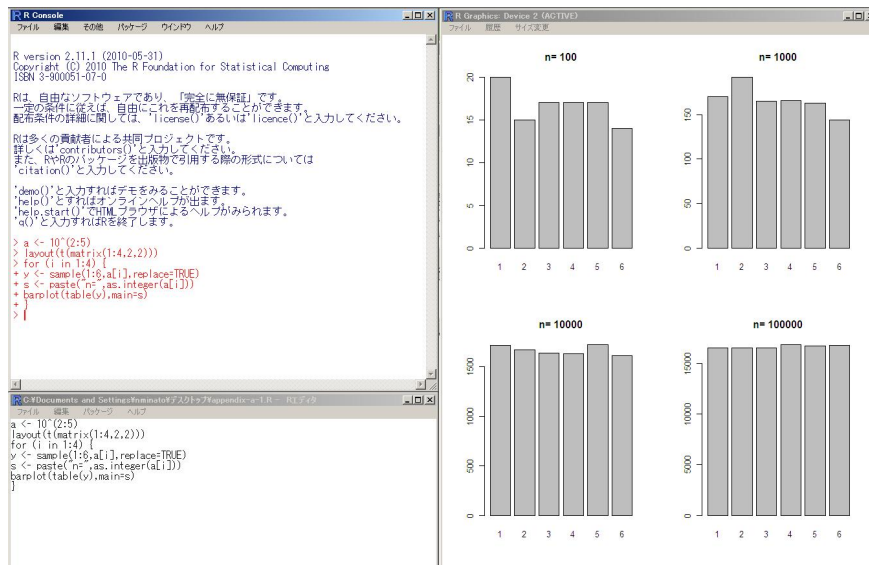 R Console
ファイル 編集 その他 パッケージ ウインドウ ヘルプ
R version 2.11.1 (2010-05-31)
Copyright (C) 2010 The R Foundation for Statistical Computing
ISBN 3-900051-07-0
Rは、自由なソフトウェアであり、「完全に無保証」です。
一定の条件に従えば、自由にこれを再配布することができます。
配布条件の詳細に関しては、'license()'あるいは'licence()'と入力してください。
Rは多くの貢献者による共同プロジェクトです。
詳しくは'contributors()'と入力してください。
また、RやRのパッケージを出版物で引用する際の形式については
'citation()'と入力してください。
'demo()'と入力すればデモをみることができます。
'help()'とすればオンラインヘルプが出ます。
'help.start()'でHTMLブラウザによるヘルプがみられます。
'q()'と入力すればRを終了します。
> a <- 10^(2:5)
> layout(t(matrix(1:4,2,2)))
> for (i in 1:4) {
+ y <- sample(1:6,a[i],replace=TRUE)
+ s <- paste("n=",as.integer(a[i]))
+ barplot(table(y),main=s)
+ }
>
C:¥Documents and Settings¥nminato¥デスクトップ¥appendix-a-1.R - Rエディタ
ファイル 編集 パッケージ ヘルプ
a <- 10^(2:5)
layout(t(matrix(1:4,2,2)))
for (i in 1:4) {
y <- sample(1:6,a[i],replace=TRUE)
s <- paste("n=",as.integer(a[i]))
barplot(table(y),main=s)
}
R Graphics: Device 2 (ACTIVE)
ファイル 履歴 サイズ変更
n= 100
20
15
10
5
0
1 2 3 4 5 6
n= 1000
150
100
50
0
1 2 3 4 5 6
n= 10000
1500
1000
500
0
1 2 3 4 5 6
n= 100000
15000
10000
5000
0
1 2 3 4 5 6